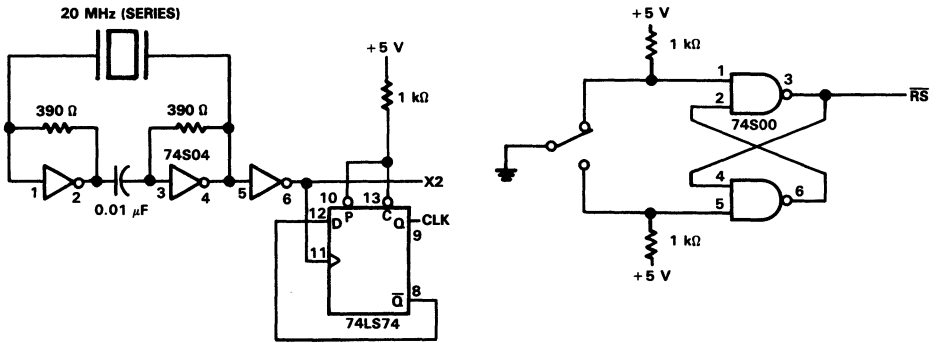 20 MHz (SERIES)
390 Ω
390 Ω
74S04
1
2
0.01 μF
3
4
5
6
+5 V
1 kΩ
X2
10
13
12
D
P
C
Q
CLK
9
11
Q̅
8
74LS74
+5 V
1 kΩ
1
2
3
74S00
R̅S̅
4
5
6
1 kΩ
+5 V